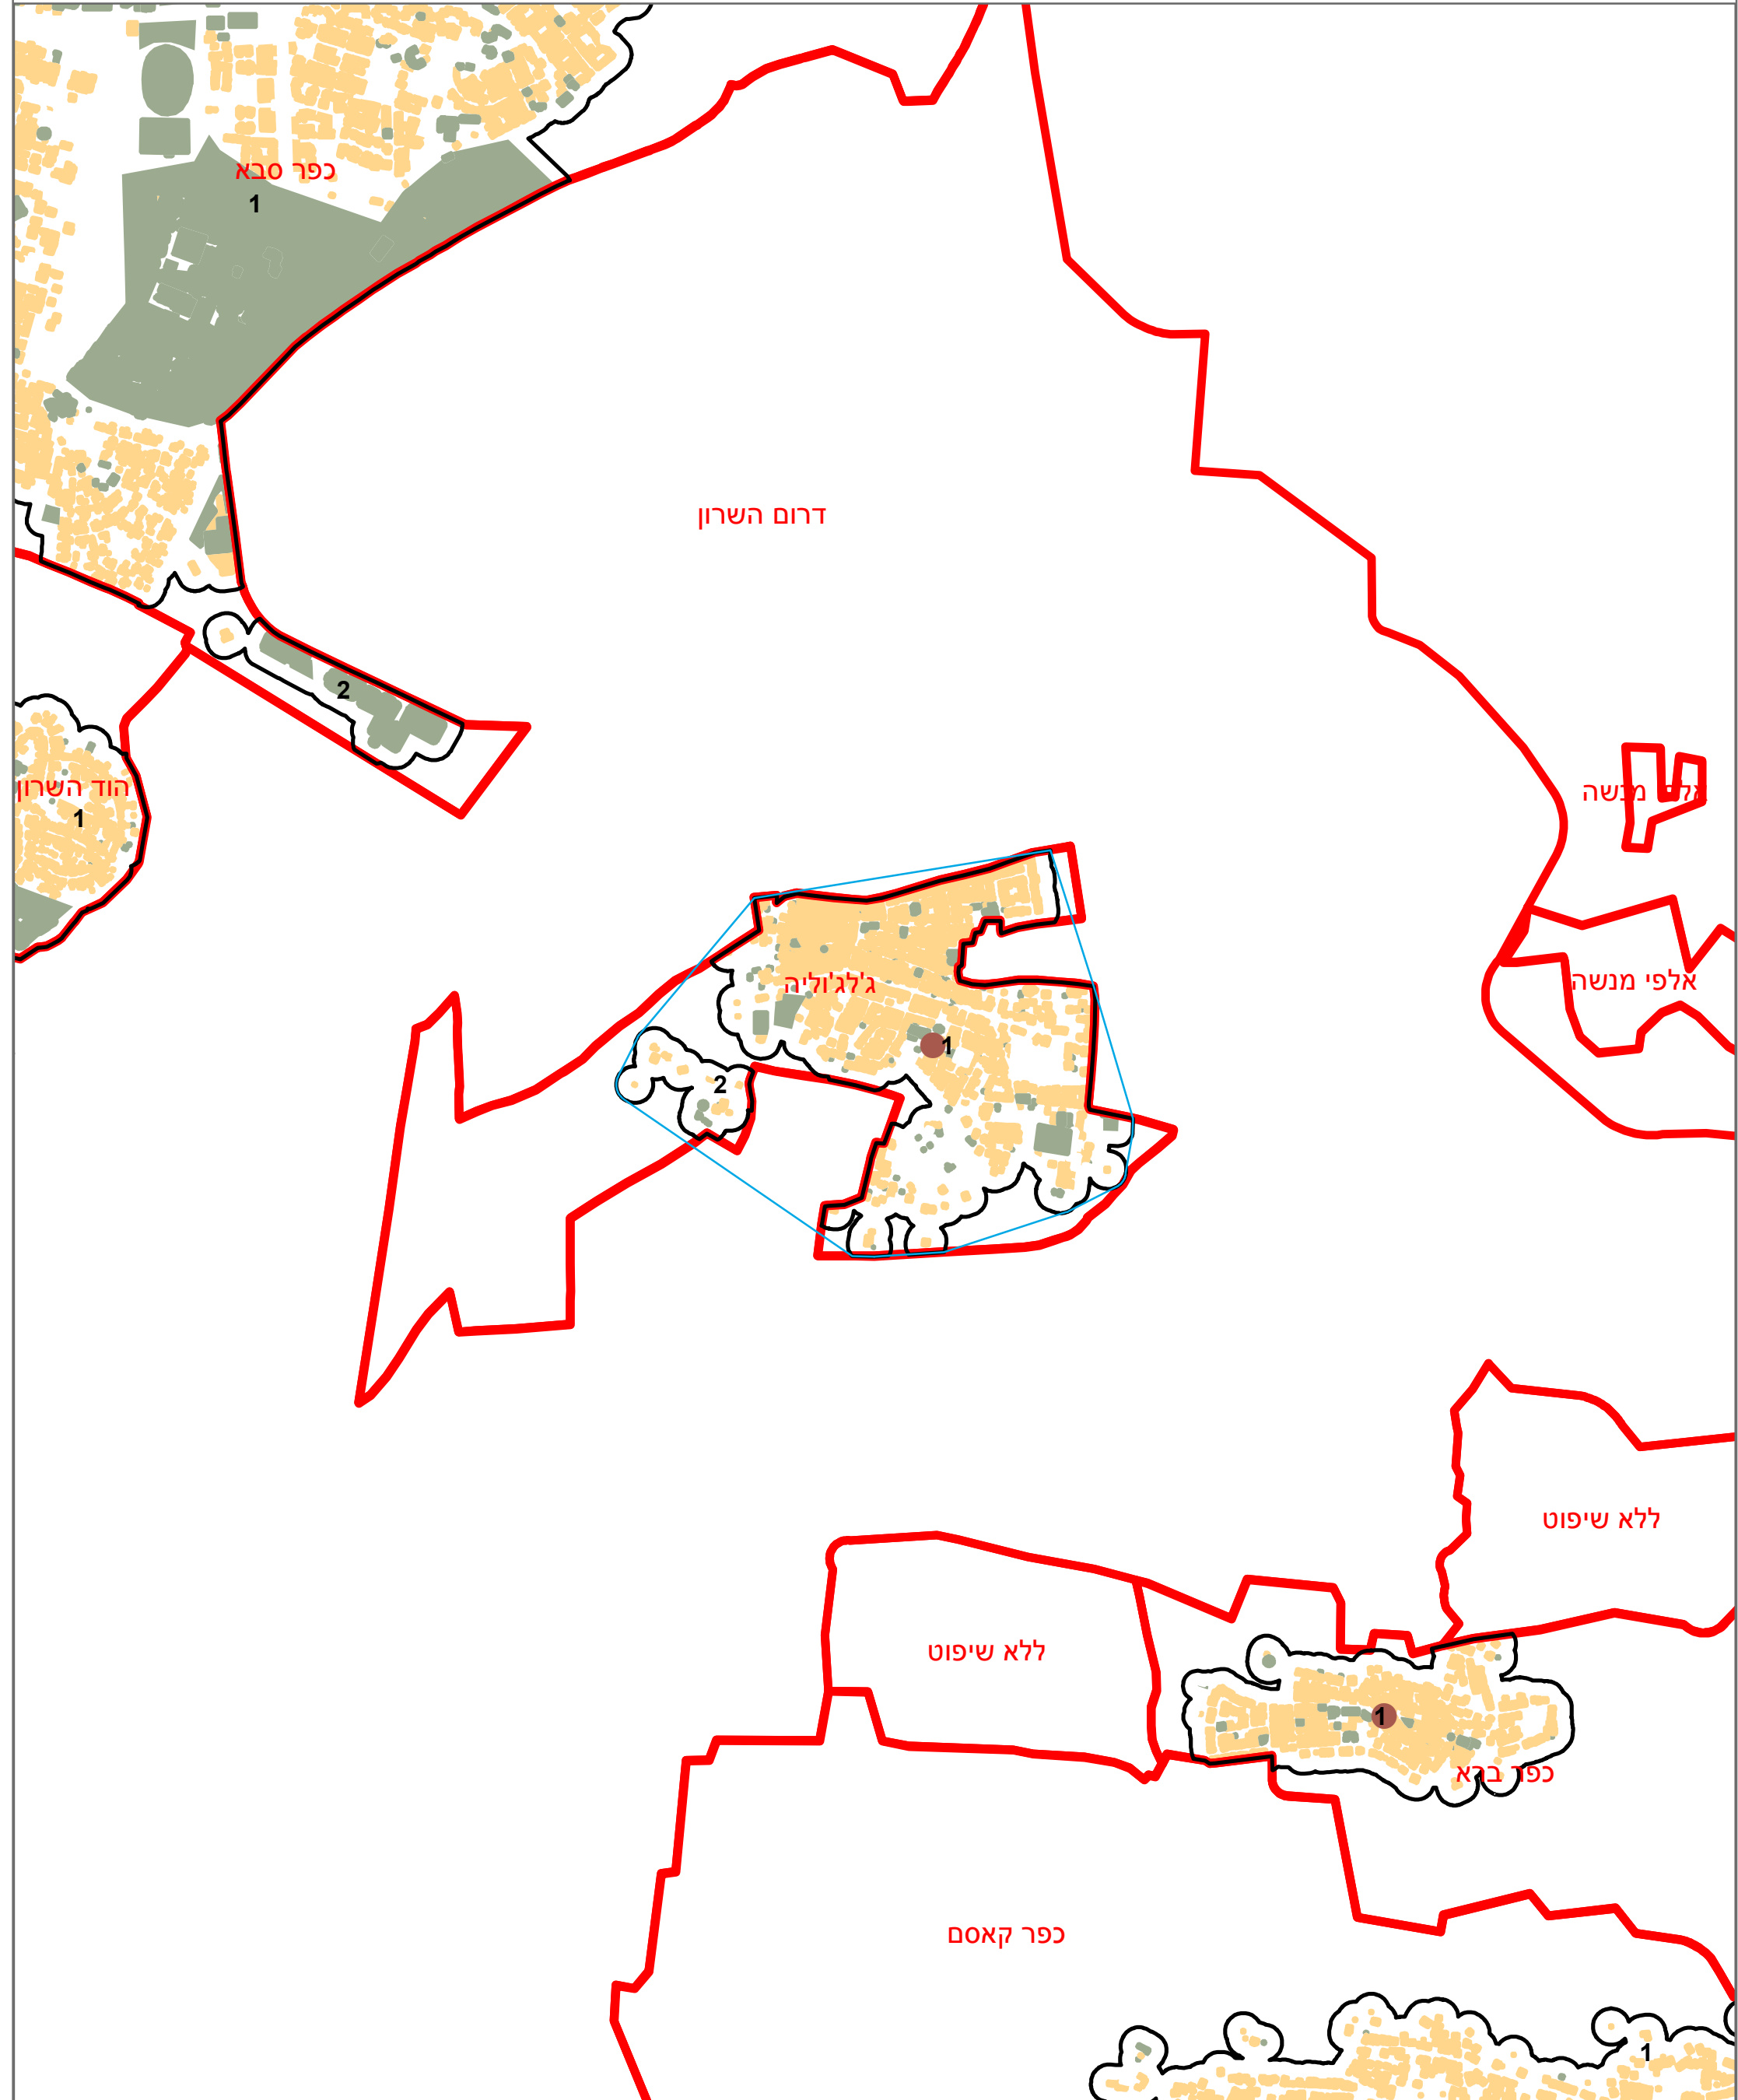 כפר סבא
1
דרום השרון
2
הוד השרון
1
אלפי מנשה
אלפי מנשה
ג'לג'וליה
1
2
ללא שיפוט
ללא שיפוט
1
כפר ברא
כפר קאסם
1